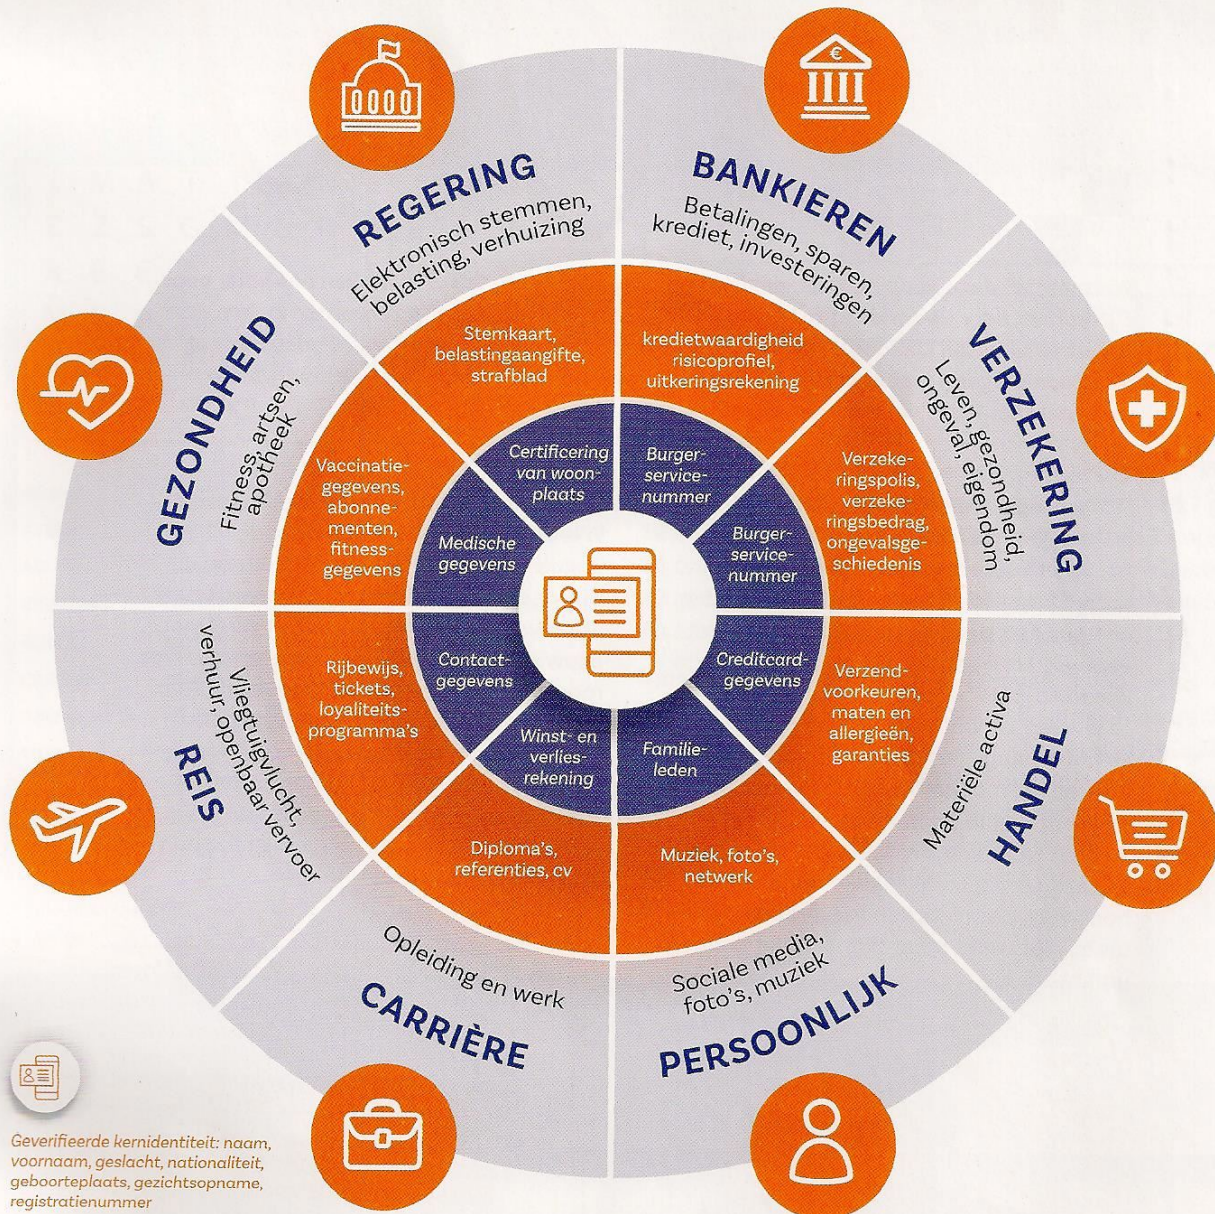 REGERING
Elektronisch stemmen,
belasting, verhuizing
Stemkaart,
belastingaangifte,
strafblad
Certificering
van woon-
plaats
BANKIEREN
Betalingen, sparen,
krediet, investeringen
kredietwaardigheid
risicoprofiel,
uitkeringsrekening
Burger-
service-
nummer
VERZEKERING
Leven, gezondheid,
ongeval, eigendom
Verzeke-
ringspolis,
verzeke-
ringsbedrag,
ongevalsge-
schiedenis
Burger-
service-
nummer
HANDEL
Materiële activa
Verzend-
voorkeuren,
maten en
allergieën,
garanties
Creditcard-
gegevens
PERSOONLIJK
Sociale media,
foto's, muziek
Muziek, foto's,
netwerk
Familie-
leden
CARRIÈRE
Opleiding en werk
Diploma's,
referenties, cv
Winst- en
verlies-
rekening
REIS
Vliegtuigvlucht,
verhuur, openbaar vervoer
Rijbewijs,
tickets,
loyaliteits-
programma's
Contact-
gegevens
GEZONDHEID
Fitness, artsen,
apotheek
Vaccinatie-
gegevens,
abonne-
menten,
fitness-
gegevens
Medische
gegevens
€
Geverifieerde kernidentiteit: naam,
voornaam, geslacht, nationaliteit,
geboorteplaats, gezichtsopname,
registratienummer